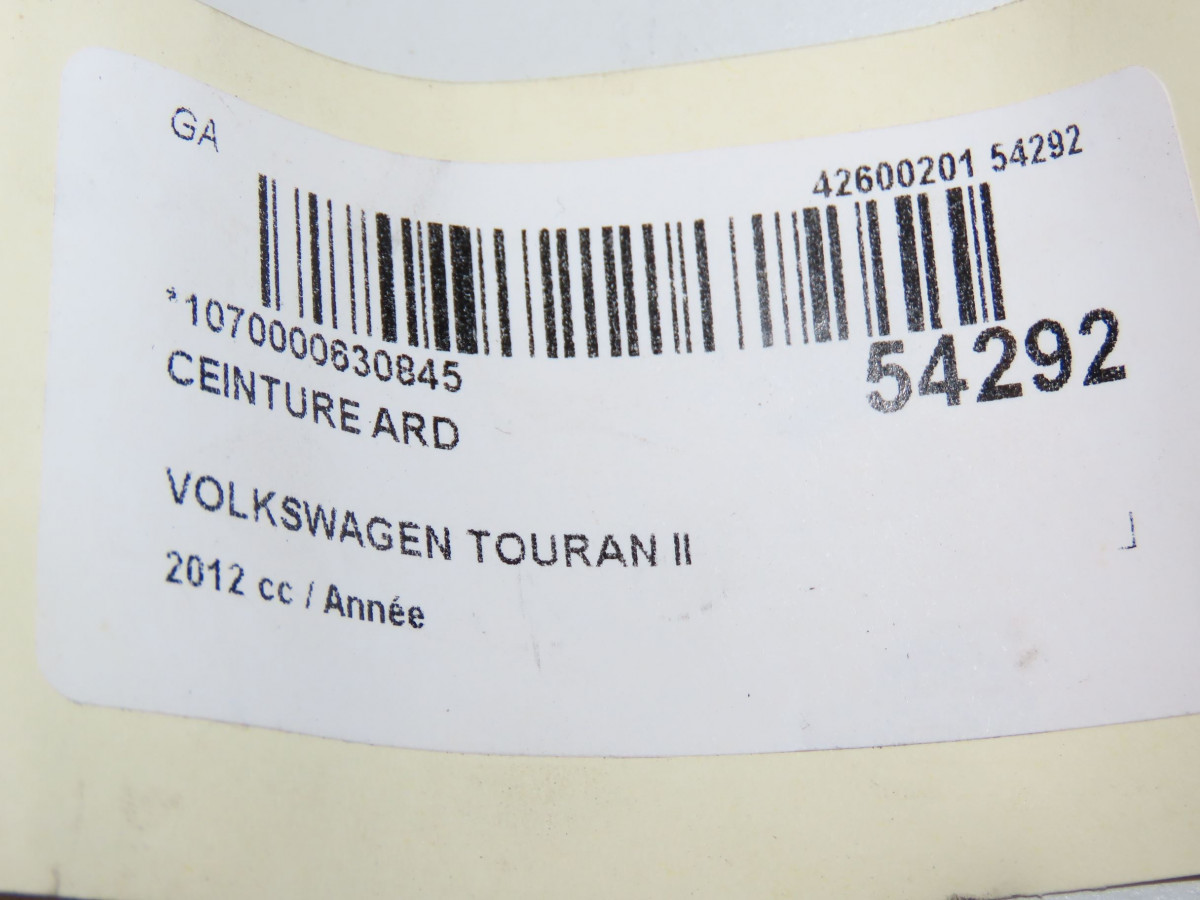 GA
42600201 54292
*1070000630845
54292
CEINTURE ARD
VOLKSWAGEN TOURAN II
2012 cc / Année